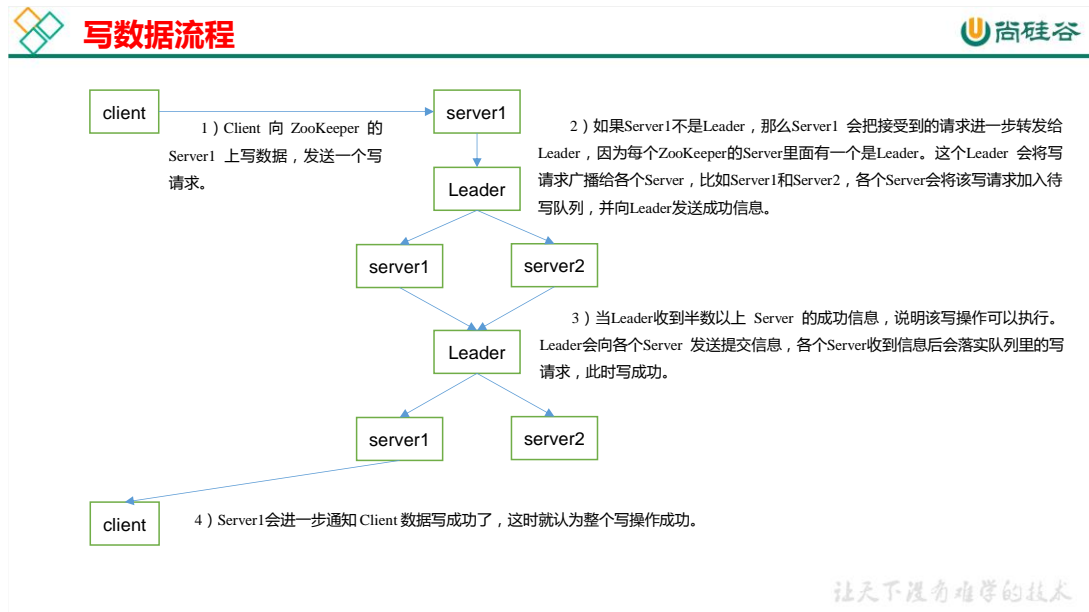 写数据流程
尚硅谷
client
server1
1）Client 向 ZooKeeper 的
Server1 上写数据，发送一个写
请求。
2）如果Server1不是Leader，那么Server1 会把接受到的请求进一步转发给
Leader，因为每个ZooKeeper的Server里面有一个是Leader。这个Leader 会将写
请求广播给各个Server，比如Server1和Server2，各个Server会将该写请求加入待
写队列，并向Leader发送成功信息。
Leader
server1
server2
3）当Leader收到半数以上 Server 的成功信息，说明该写操作可以执行。
Leader会向各个Server 发送提交信息，各个Server收到信息后会落实队列里的写
请求，此时写成功。
Leader
server1
server2
client
4）Server1会进一步通知 Client 数据写成功了，这时就认为整个写操作成功。
让天下没有难学的技术